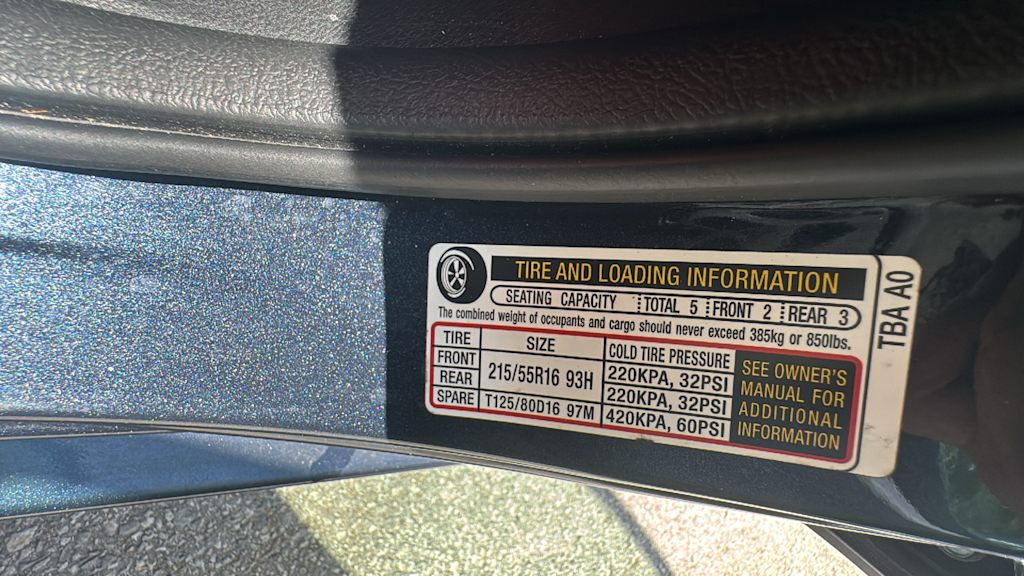 TIRE AND LOADING INFORMATION
SEATING CAPACITY TOTAL 5 FRONT 2 REAR 3
The combined weight of occupants and cargo should never exceed 385kg or 850lbs.
TIRE SIZE COLD TIRE PRESSURE
FRONT 215/55R16 93H 220KPA, 32PSI
REAR 220KPA, 32PSI
SPARE T125/80D16 97M 420KPA, 60PSI
SEE OWNER'S
MANUAL FOR
ADDITIONAL
INFORMATION
TBA A0